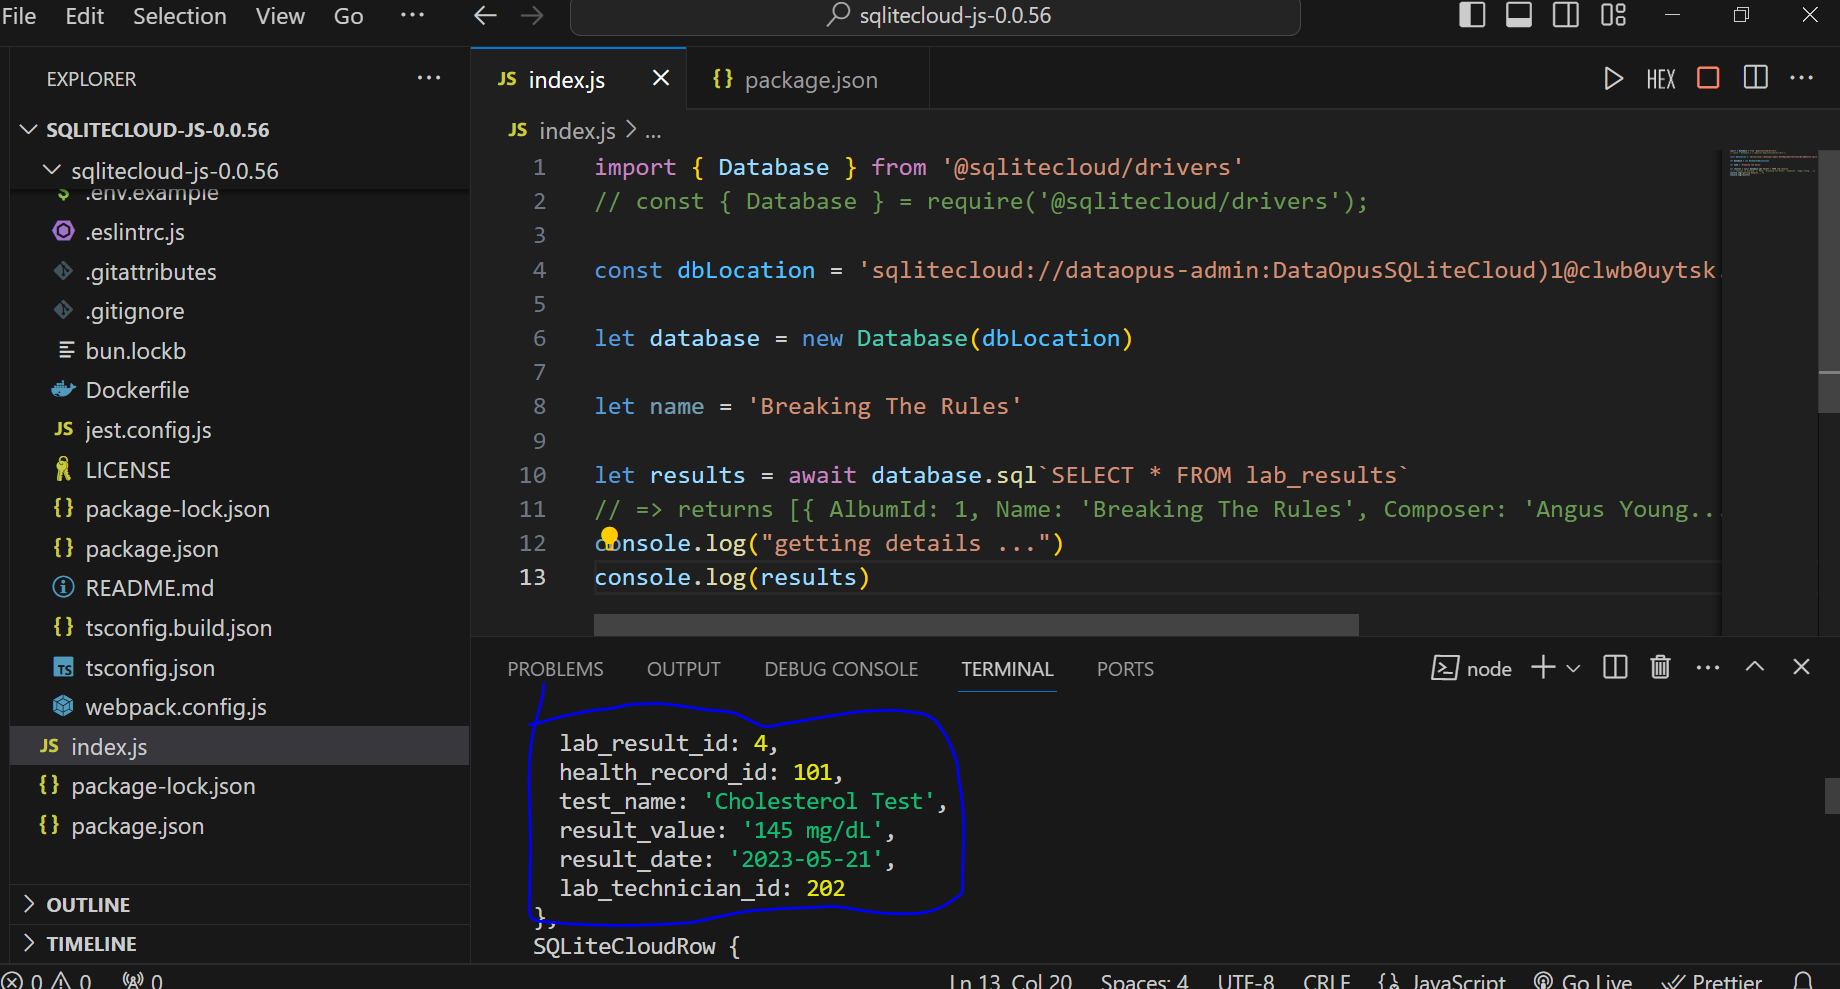 File Edit Selection View Go ···
sqlitecloud-js-0.0.56
EXPLORER
SQLITECLOUD-JS-0.0.56
sqlitecloud-js-0.0.56
.env.example
.eslintrc.js
.gitattributes
.gitignore
bun.lockb
Dockerfile
JS jest.config.js
LICENSE
{} package-lock.json
{} package.json
README.md
{} tsconfig.build.json
TS tsconfig.json
webpack.config.js
JS index.js
{} package-lock.json
{} package.json
OUTLINE
TIMELINE
JS index.js
{} package.json
HEX
JS index.js > ...
1 import { Database } from '@sqlitecloud/drivers'
2 // const { Database } = require('@sqlitecloud/drivers');
3
4 const dbLocation = 'sqlitecloud://dataopus-admin:DataOpusSQLiteCloud)1@clwb0uytsk
5
6 let database = new Database(dbLocation)
7
8 let name = 'Breaking The Rules'
9
10 let results = await database.sql`SELECT * FROM lab_results`
11 // => returns [{ AlbumId: 1, Name: 'Breaking The Rules', Composer: 'Angus Young...
12 console.log("getting details ...")
13 console.log(results)
PROBLEMS OUTPUT DEBUG CONSOLE TERMINAL PORTS
node
lab_result_id: 4,
health_record_id: 101,
test_name: 'Cholesterol Test',
result_value: '145 mg/dL',
result_date: '2023-05-21',
lab_technician_id: 202
},
SQLiteCloudRow {
0 0 0
Ln 13, Col 20 Spaces: 4 UTF-8 CRLF {} JavaScript Go Live Prettier